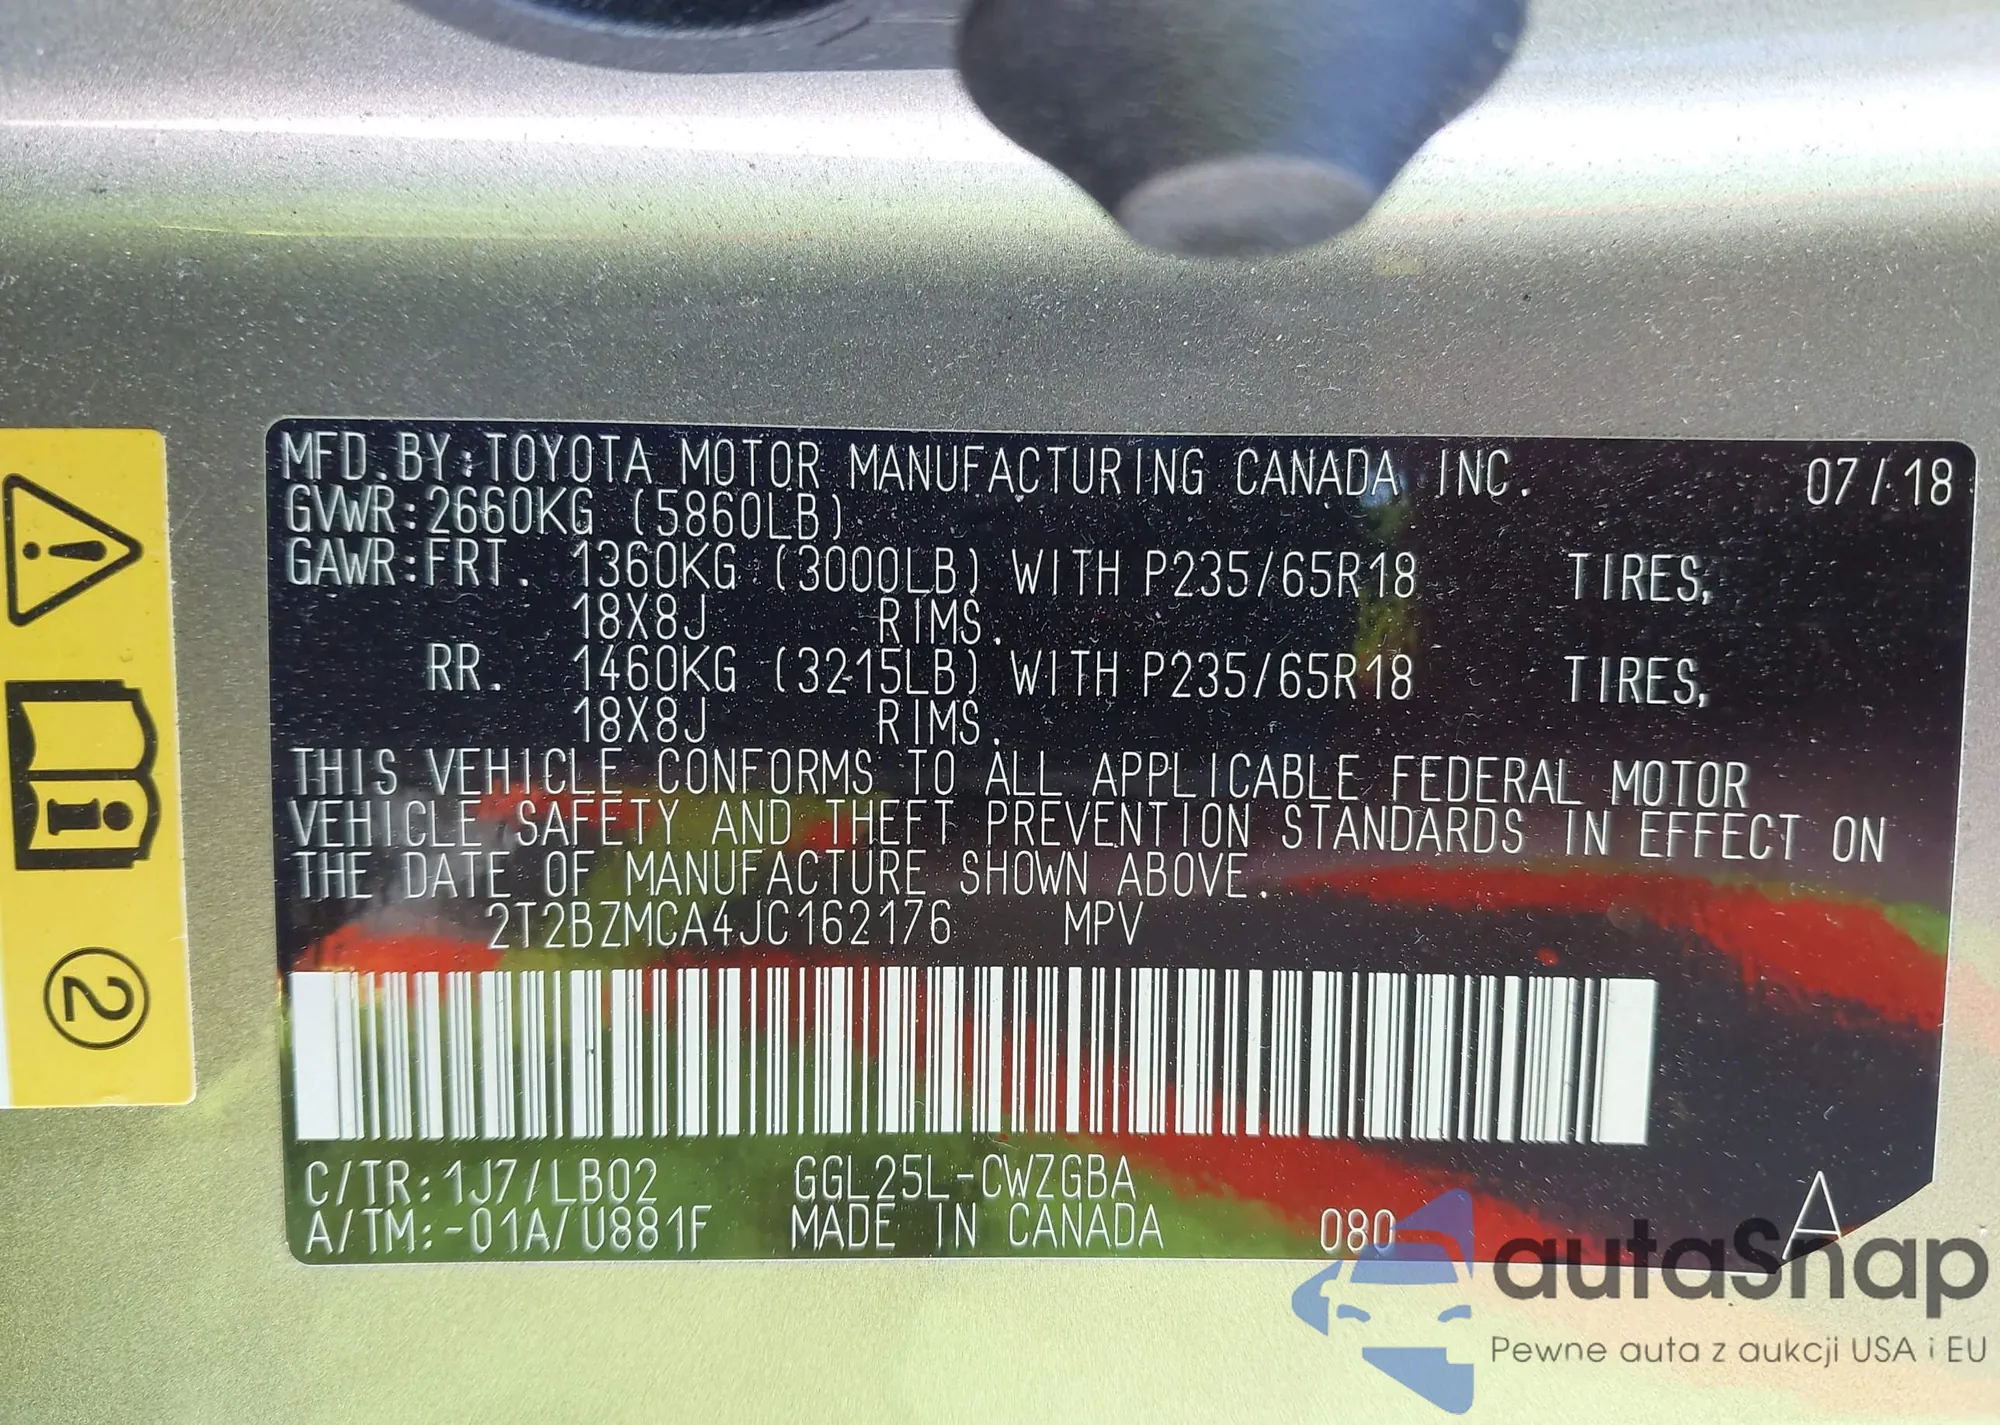 MFD. BY: TOYOTA MOTOR MANUFACTURING CANADA INC. 07/18
GVWR: 2660KG (5860LB)
GAWR: FRT. 1360KG (3000LB) WITH P235/65R18 TIRES,
18X8J RIMS.
RR. 1460KG (3215LB) WITH P235/65R18 TIRES,
18X8J RIMS.
THIS VEHICLE CONFORMS TO ALL APPLICABLE FEDERAL MOTOR
VEHICLE SAFETY AND THEFT PREVENTION STANDARDS IN EFFECT ON
THE DATE OF MANUFACTURE SHOWN ABOVE.
2T2BZMCA4JC162176 MPV
C/TR: 1J7/LB02 GGL25L-CWZGBA
A/TM: -01A/U881F MADE IN CANADA 080 A
2
autaSnap
Pewne auta z aukcji USA i EU